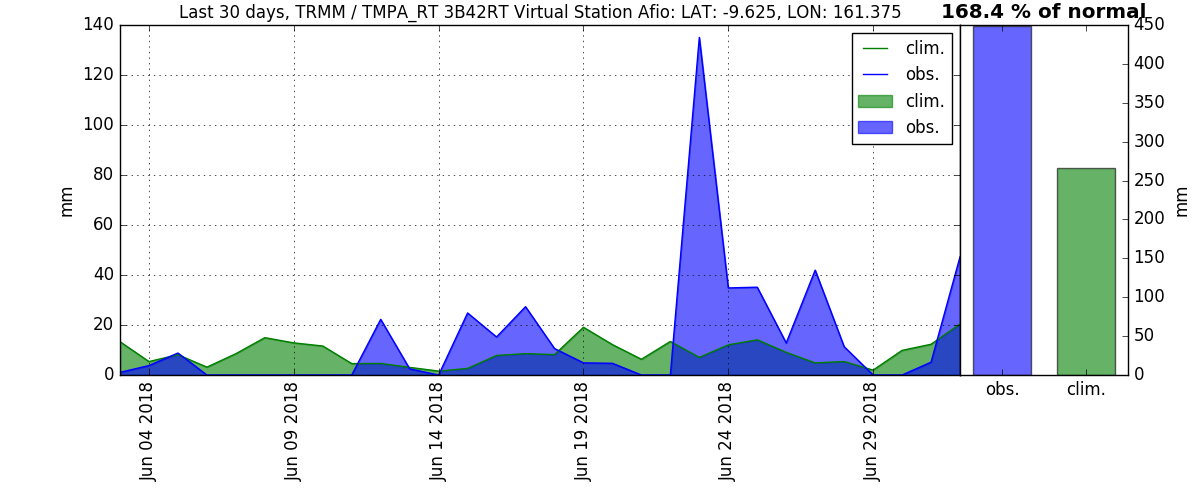 Last 30 days, TRMM / TMPA_RT 3B42RT Virtual Station Afio: LAT: -9.625, LON: 161.375
168.4 % of normal
140
120
100
80
60
40
20
0
mm
Jun 04 2018
Jun 09 2018
Jun 14 2018
Jun 19 2018
Jun 24 2018
Jun 29 2018
clim.
obs.
clim.
obs.
450
400
350
300
250
200
150
100
50
0
mm
obs.
clim.